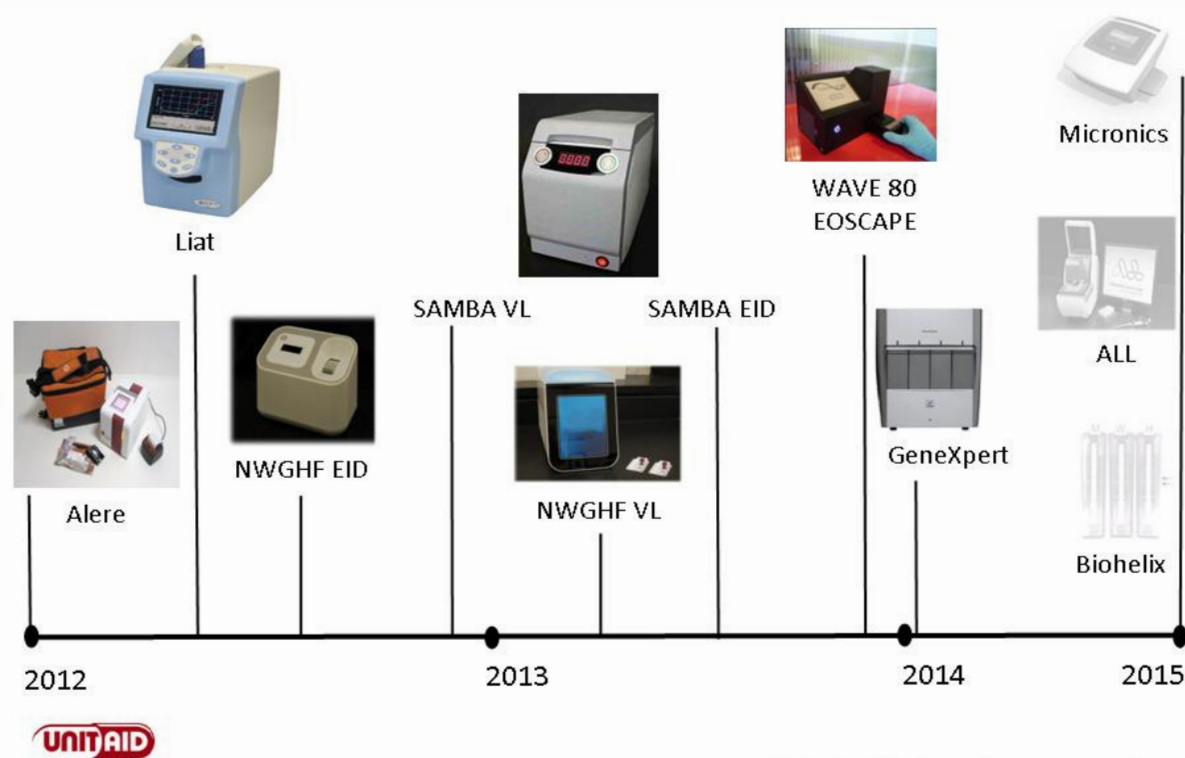 Liat
Alere
NWGHF EID
SAMBA VL
NWGHF VL
SAMBA EID
WAVE 80
EOSCAPE
GeneXpert
Micronics
ALL
Biohelix
0000
2012
2013
2014
2015
UNITAID